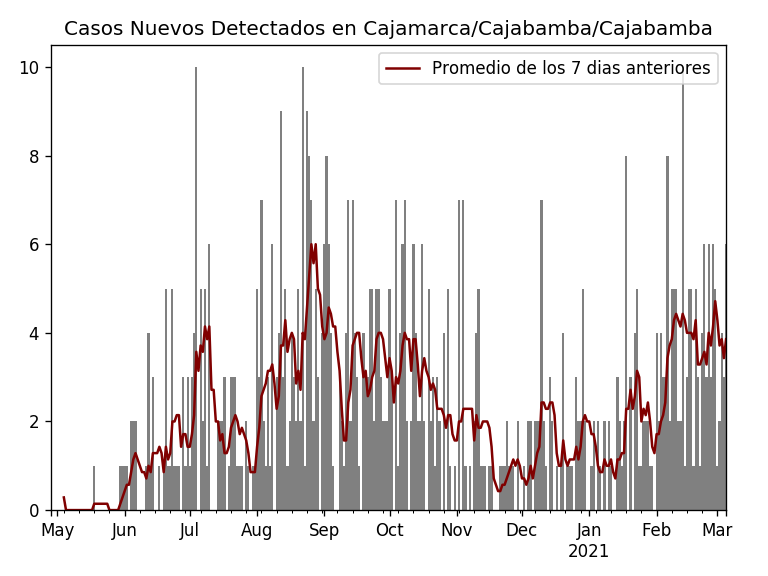 Casos Nuevos Detectados en Cajamarca/Cajabamba/Cajabamba
Promedio de los 7 dias anteriores
10
8
6
4
2
0
May Jun Jul Aug Sep Oct Nov Dec Jan Feb Mar
2021